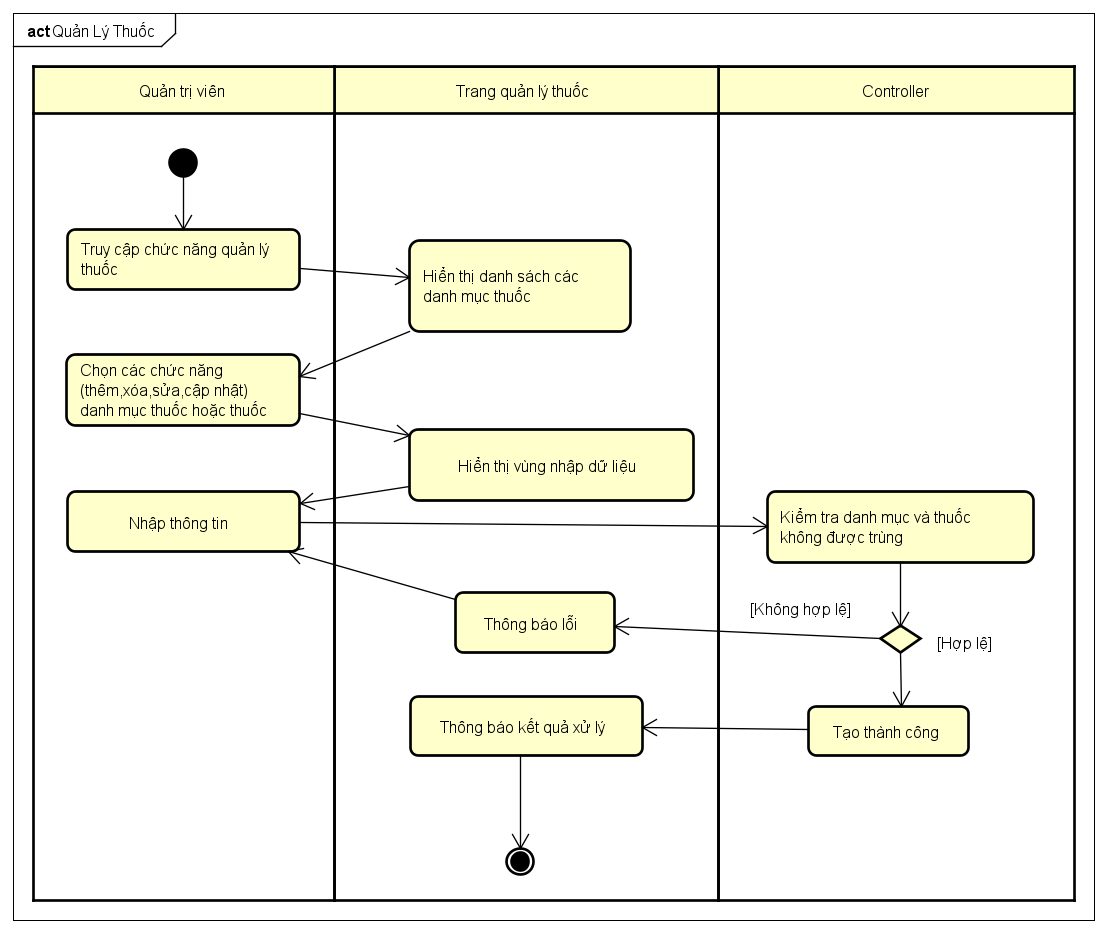 act Quản Lý Thuốc
Quản trị viên
Trang quản lý thuốc
Controller
Truy cập chức năng quản lý
thuốc
Hiển thị danh sách các
danh mục thuốc
Chọn các chức năng
(thêm,xóa,sửa,cập nhật)
danh mục thuốc hoặc thuốc
Hiển thị vùng nhập dữ liệu
Nhập thông tin
Kiểm tra danh mục và thuốc
không được trùng
[Không hợp lệ]
Thông báo lỗi
[Hợp lệ]
Thông báo kết quả xử lý
Tạo thành công